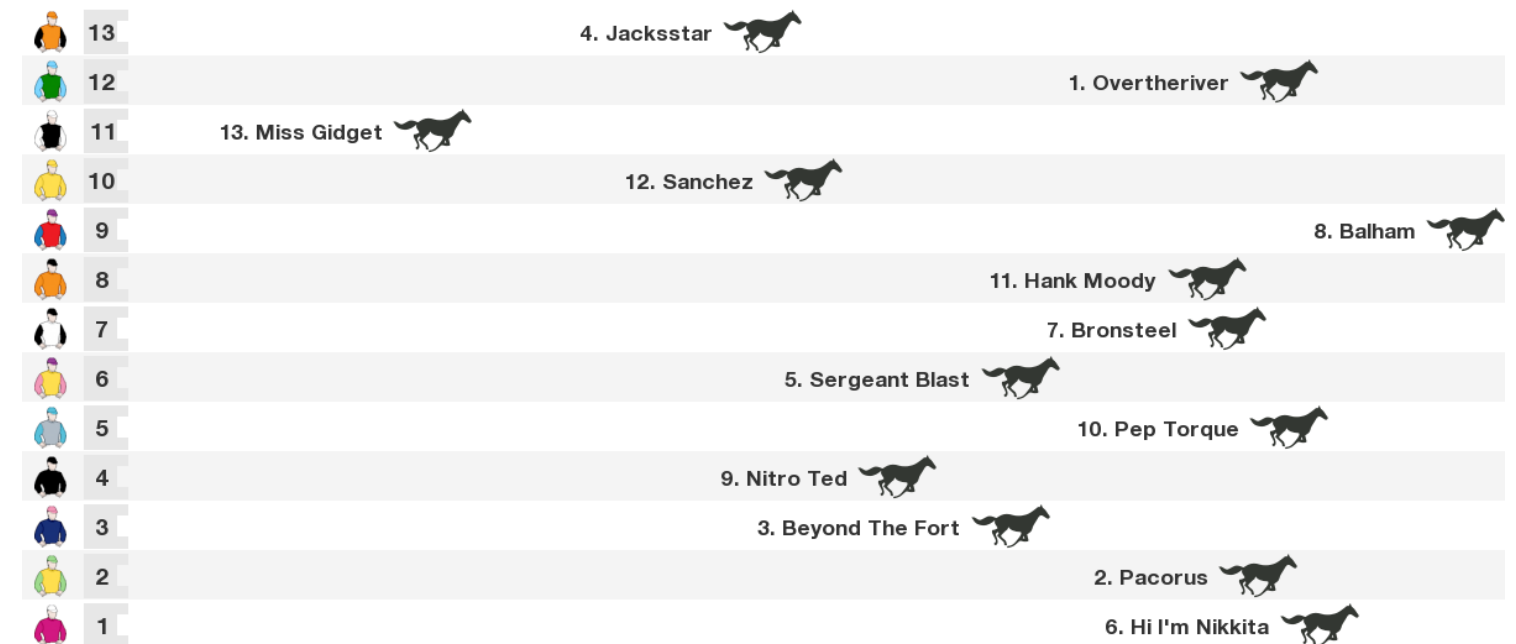 13 4. Jacksstar
12 1. Overtheriver
11 13. Miss Gidget
10 12. Sanchez
9 8. Balham
8 11. Hank Moody
7 7. Bronsteel
6 5. Sergeant Blast
5 10. Pep Torque
4 9. Nitro Ted
3 3. Beyond The Fort
2 2. Pacorus
1 6. Hi I'm Nikkita